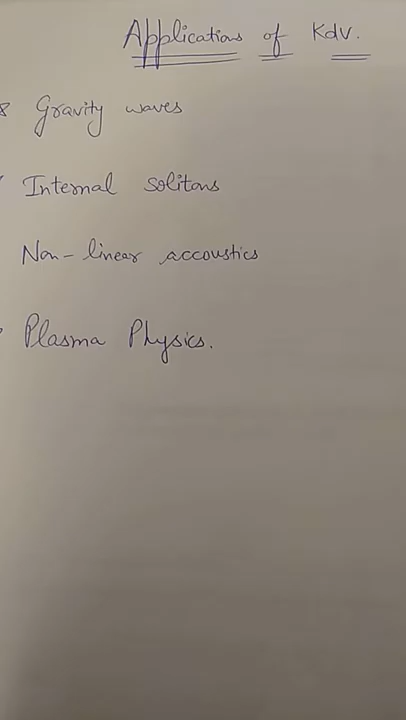 Applications of Kdv.
Gravity waves
Internal solitons
Non-linear accoustics
Plasma Physics.